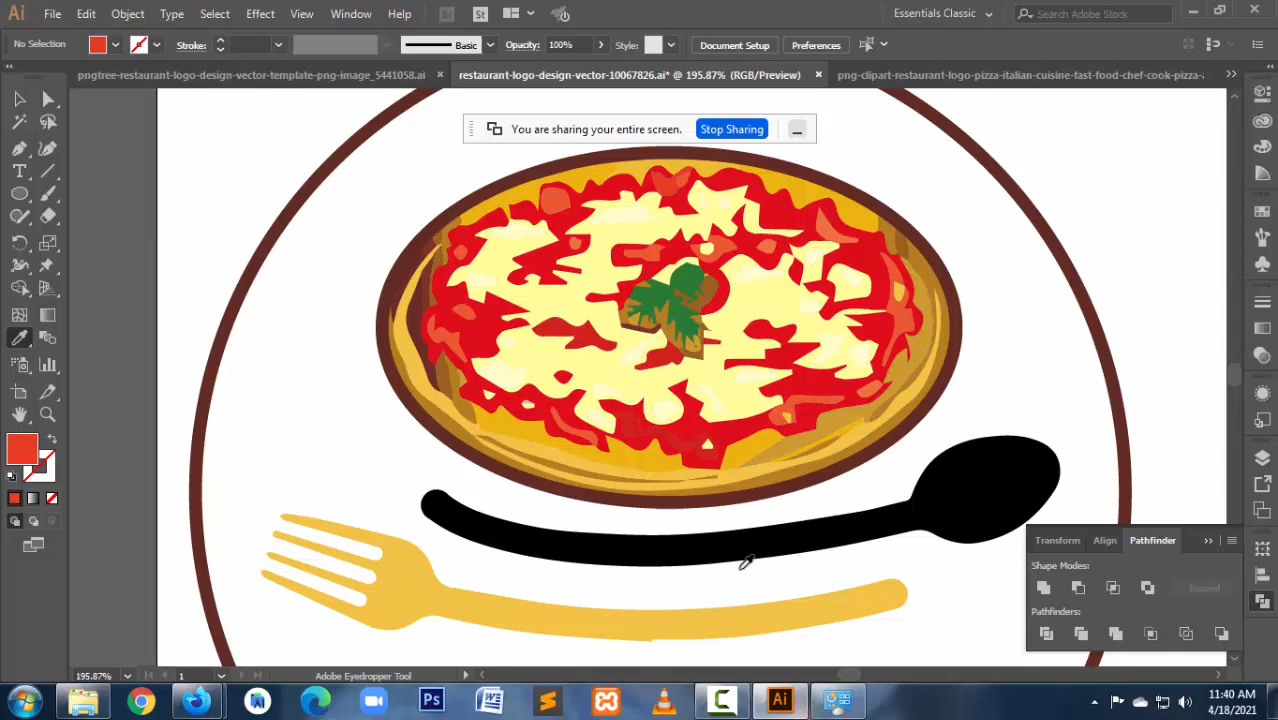 Ai File Edit Object Type Select Effect View Window Help Br St Essentials Classic Search Adobe Stock
No Selection Stroke: Basic Opacity: 100% Style: Document Setup Preferences
pngtree-restaurant-logo-design-vector-template-png-image_5441058.ai restaurant-logo-design-vector-10067826.ai* @ 195.87% (RGB/Preview) png-clipart-restaurant-logo-pizza-italian-cuisine-fast-food-chef-cook-pizza-
You are sharing your entire screen. Stop Sharing
Transform Align Pathfinder
Shape Modes:
Expand
Pathfinders:
195.87% 1 Adobe Eyedropper Tool
Ps W C Ai
11:40 AM
4/18/2021